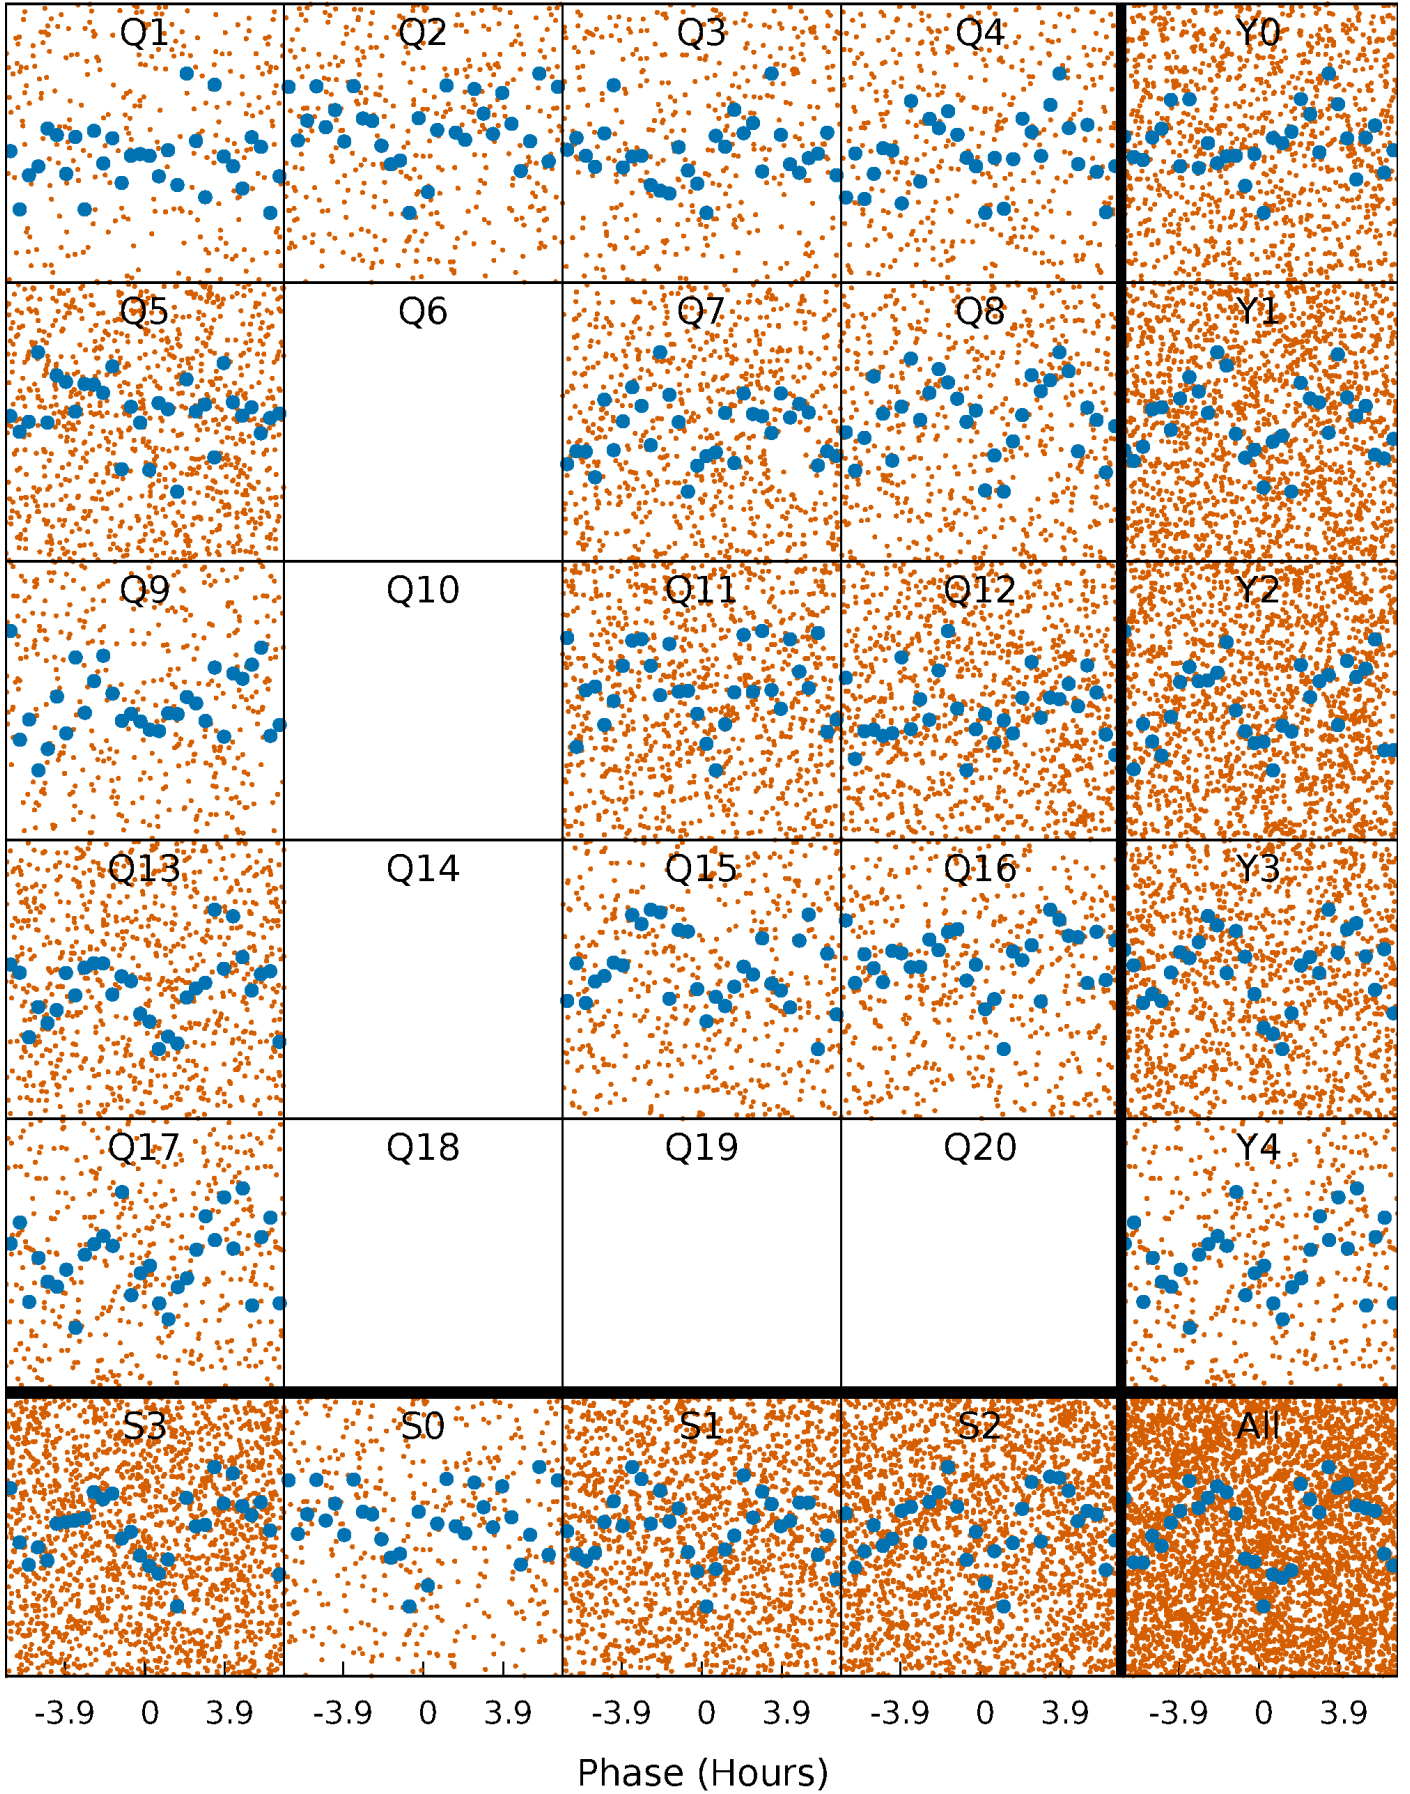 Q1 Q2 Q3 Q4 Y0
Q5 Q6 Q7 Q8 Y1
Q9 Q10 Q11 Q12 Y2
Q13 Q14 Q15 Q16 Y3
Q17 Q18 Q19 Q20 Y4
S3 S0 S1 S2 All
-3.9 0 3.9 -3.9 0 3.9 -3.9 0 3.9 -3.9 0 3.9 -3.9 0 3.9
Phase (Hours)